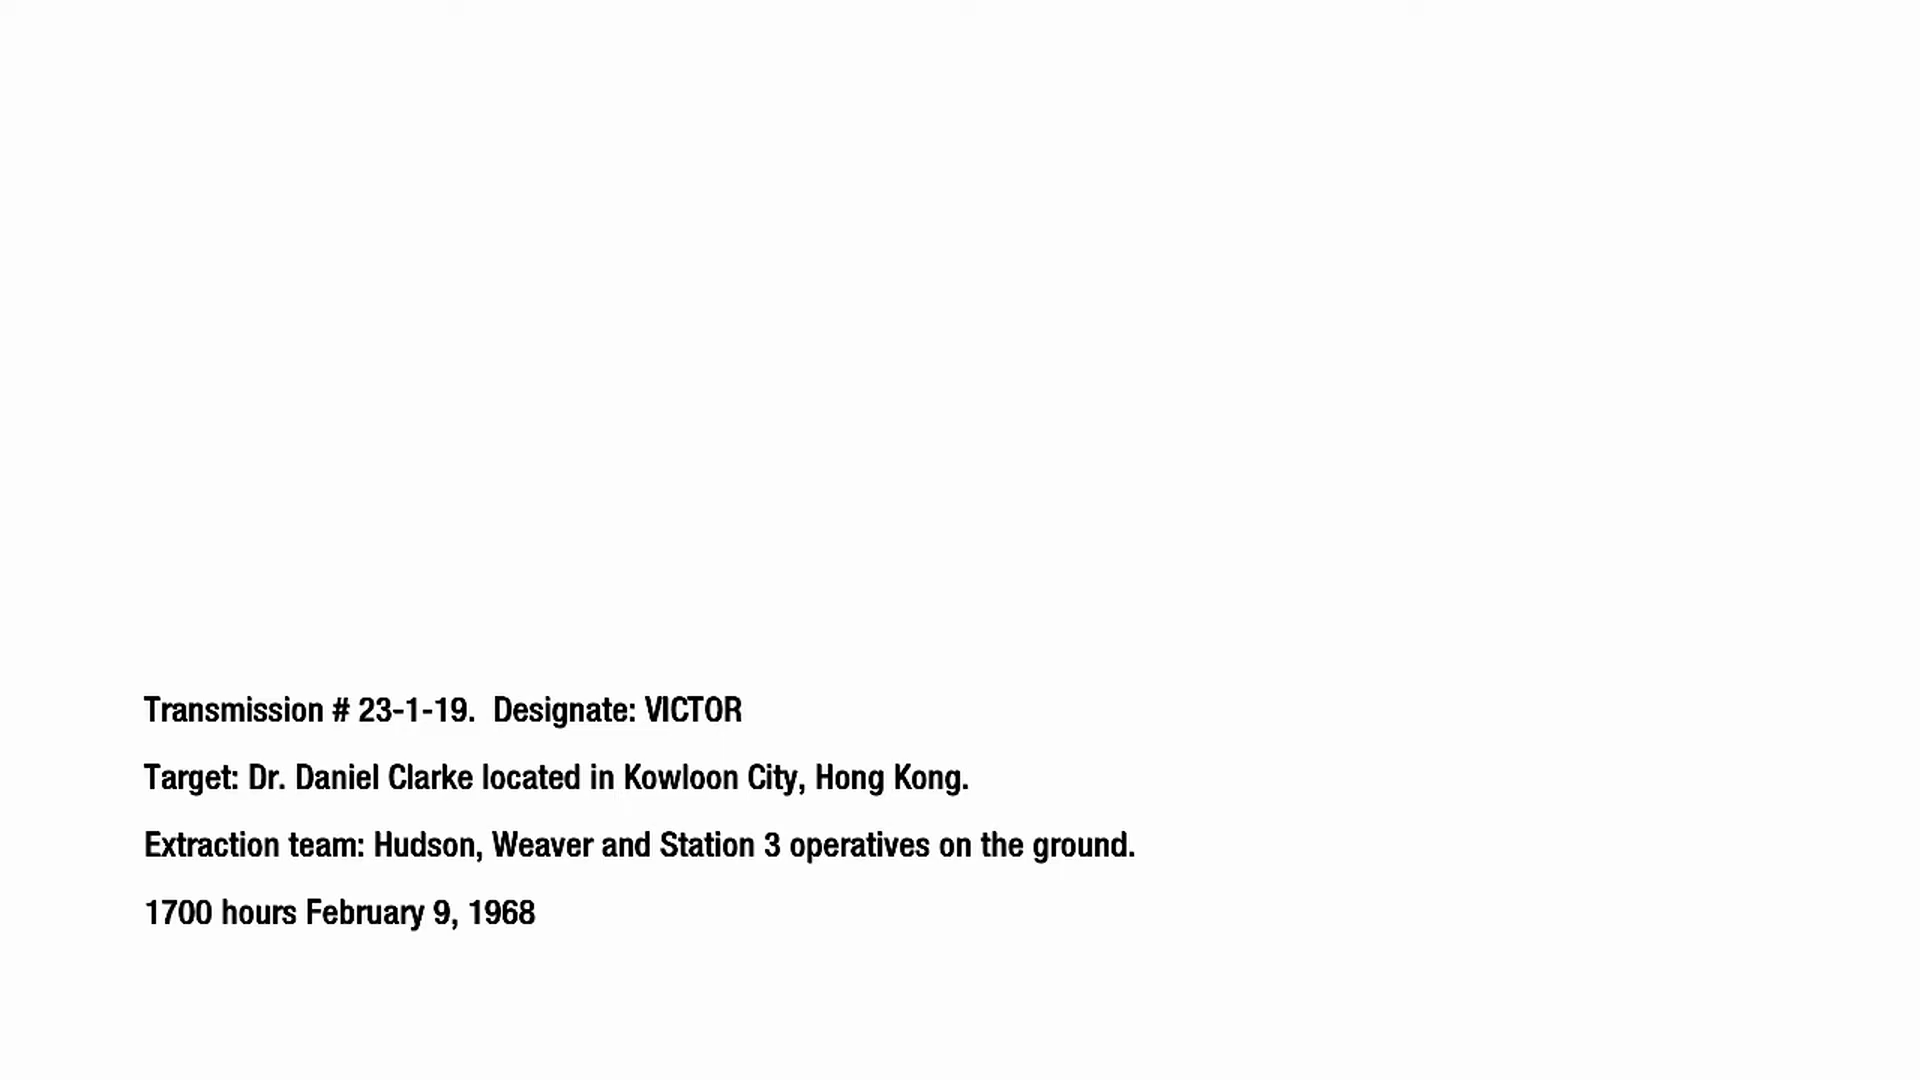 Transmission # 23-1-19.  Designate: VICTOR
Target: Dr. Daniel Clarke located in Kowloon City, Hong Kong.
Extraction team: Hudson, Weaver and Station 3 operatives on the ground.
1700 hours February 9, 1968